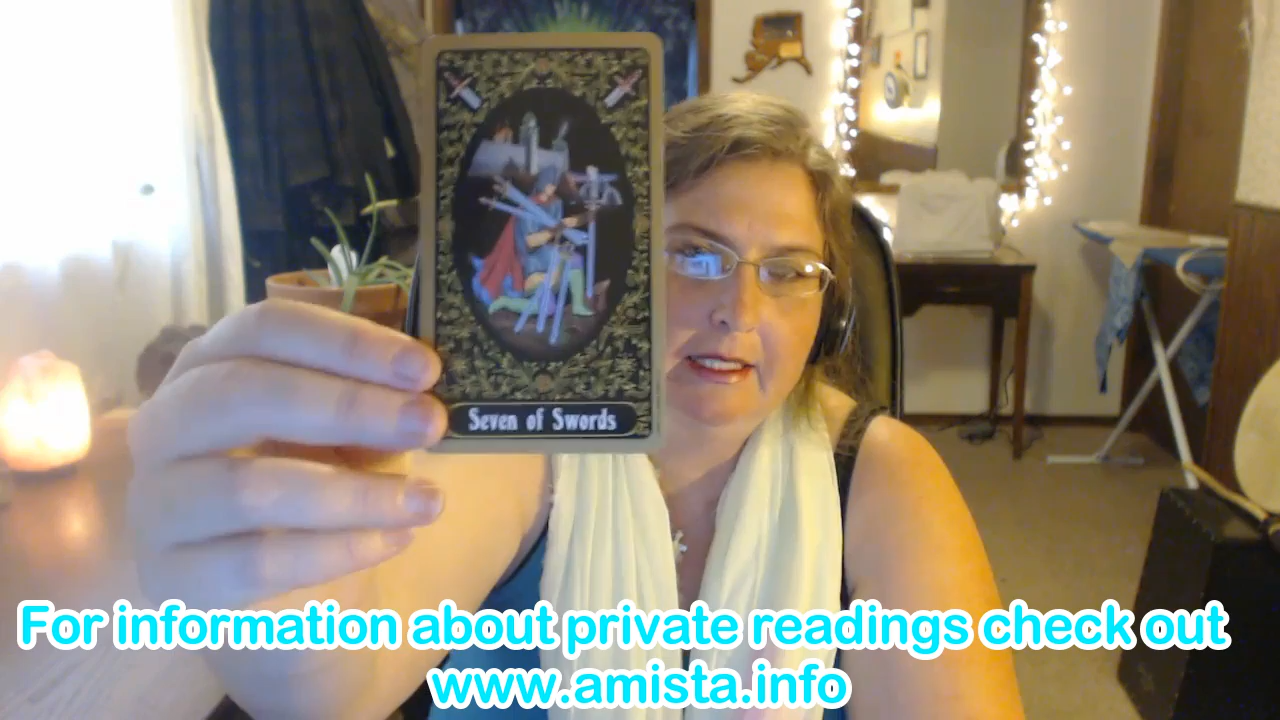 Seven of Swords
For information about private readings check out
www.amista.info